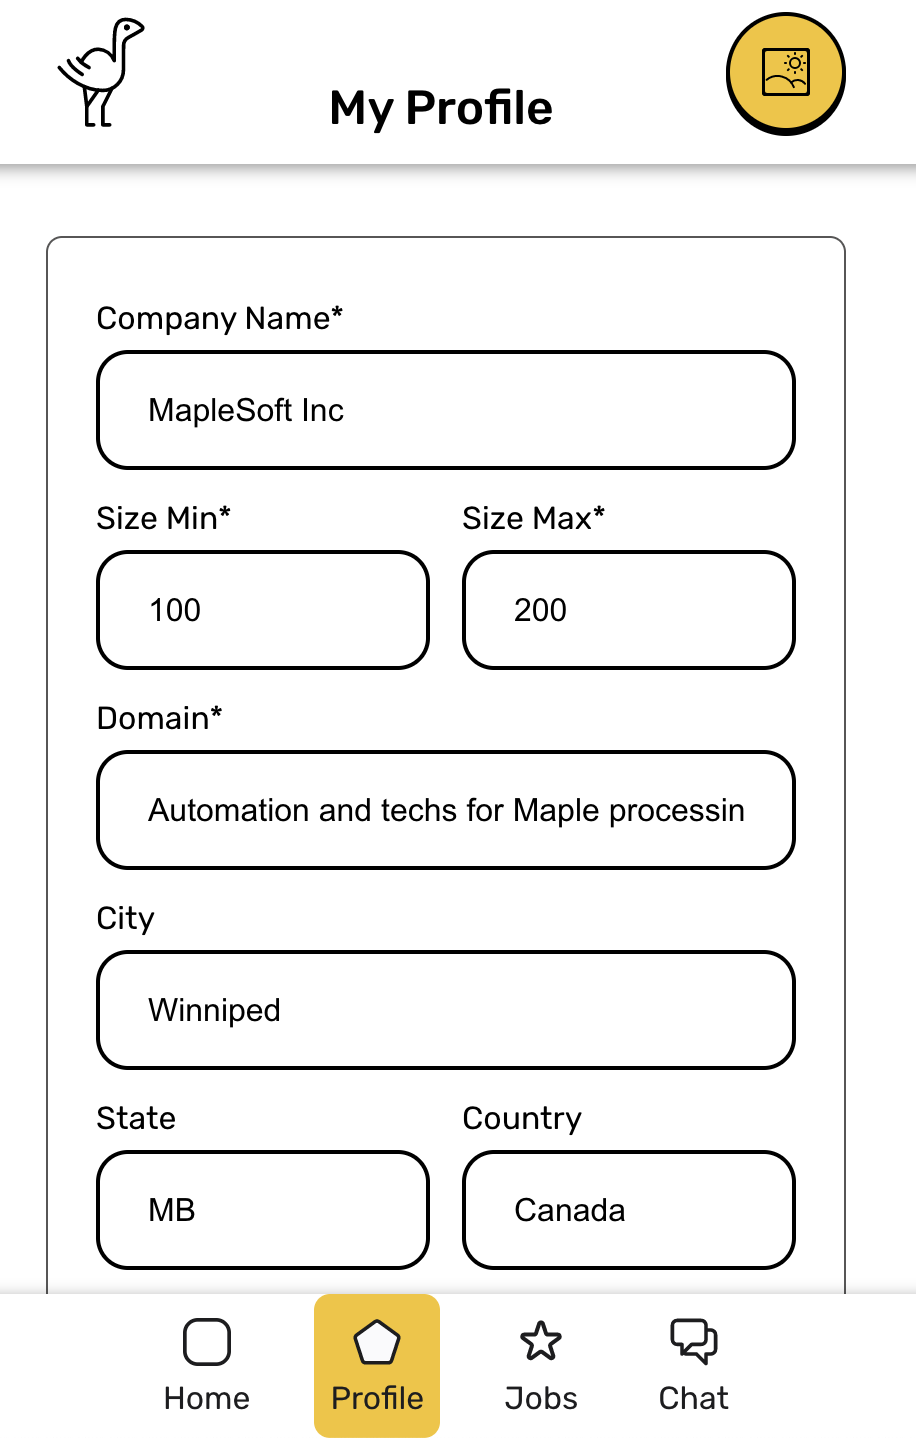 My Profile
Company Name*
MapleSoft Inc
Size Min* Size Max*
100 200
Domain*
Automation and techs for Maple processin
City
Winniped
State Country
MB Canada
Home Profile Jobs Chat